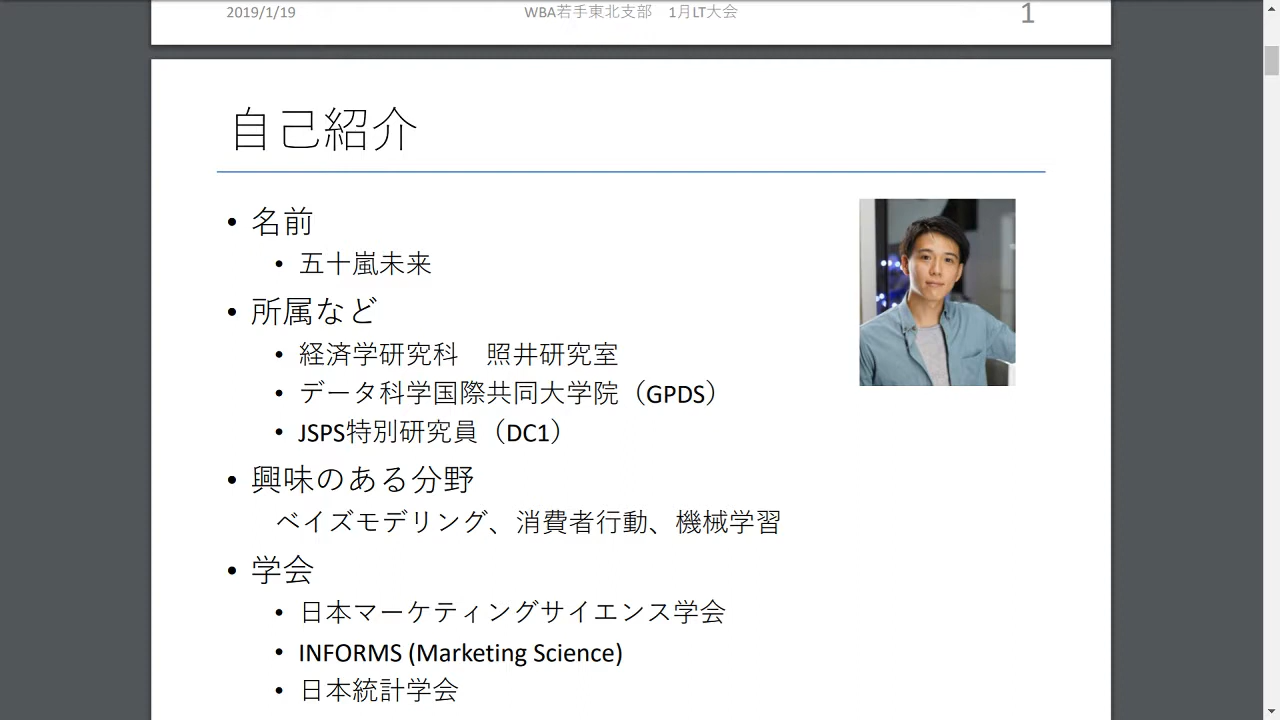 2019/1/19 WBA若手東北支部　1月LT大会 1
自己紹介
• 名前
• 五十嵐未来
• 所属など
• 経済学研究科　照井研究室
• データ科学国際共同大学院（GPDS）
• JSPS特別研究員（DC1）
• 興味のある分野
ベイズモデリング、消費者行動、機械学習
• 学会
• 日本マーケティングサイエンス学会
• INFORMS (Marketing Science)
• 日本統計学会